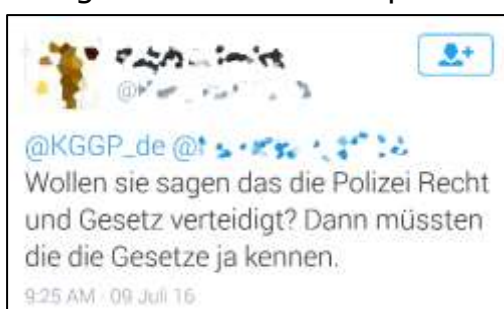 @KGGP_de
Wollen sie sagen das die Polizei Recht
und Gesetz verteidigt? Dann müssten
die die Gesetze ja kennen.
9:25 AM - 09 Juli 16